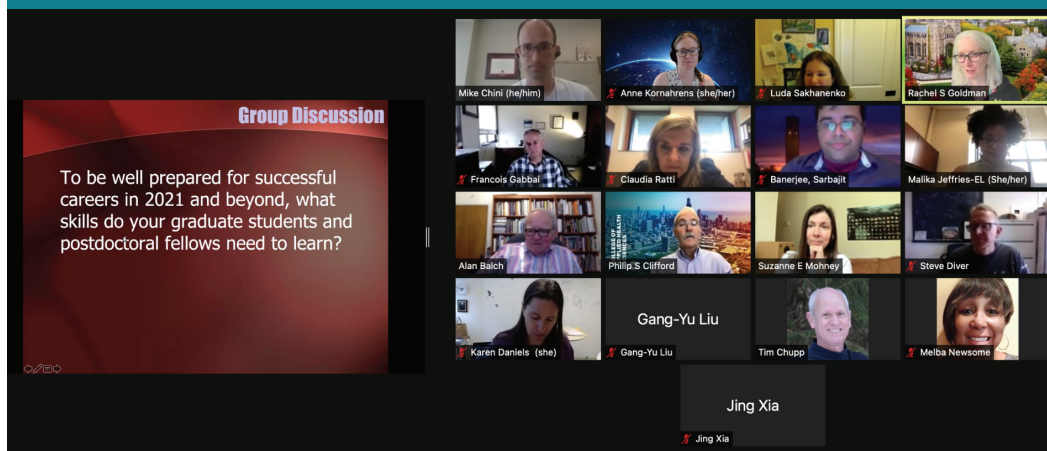 Group Discussion
To be well prepared for successful
careers in 2021 and beyond, what
skills do your graduate students and
postdoctoral fellows need to learn?
Mike Chini (he/him)
Anne Kornahrens (she/her)
Luda Sakhanenko
Rachel S Goldman
Francois Gabbai
Claudia Ratti
Banerjee, Sarbajit
Malika Jeffries-EL (She/her)
Alan Balch
Philip S Clifford
Suzanne E Mohney
Steve Diver
Karen Daniels (she)
Gang-Yu Liu
Gang-Yu Liu
Tim Chupp
Melba Newsome
Jing Xia
Jing Xia